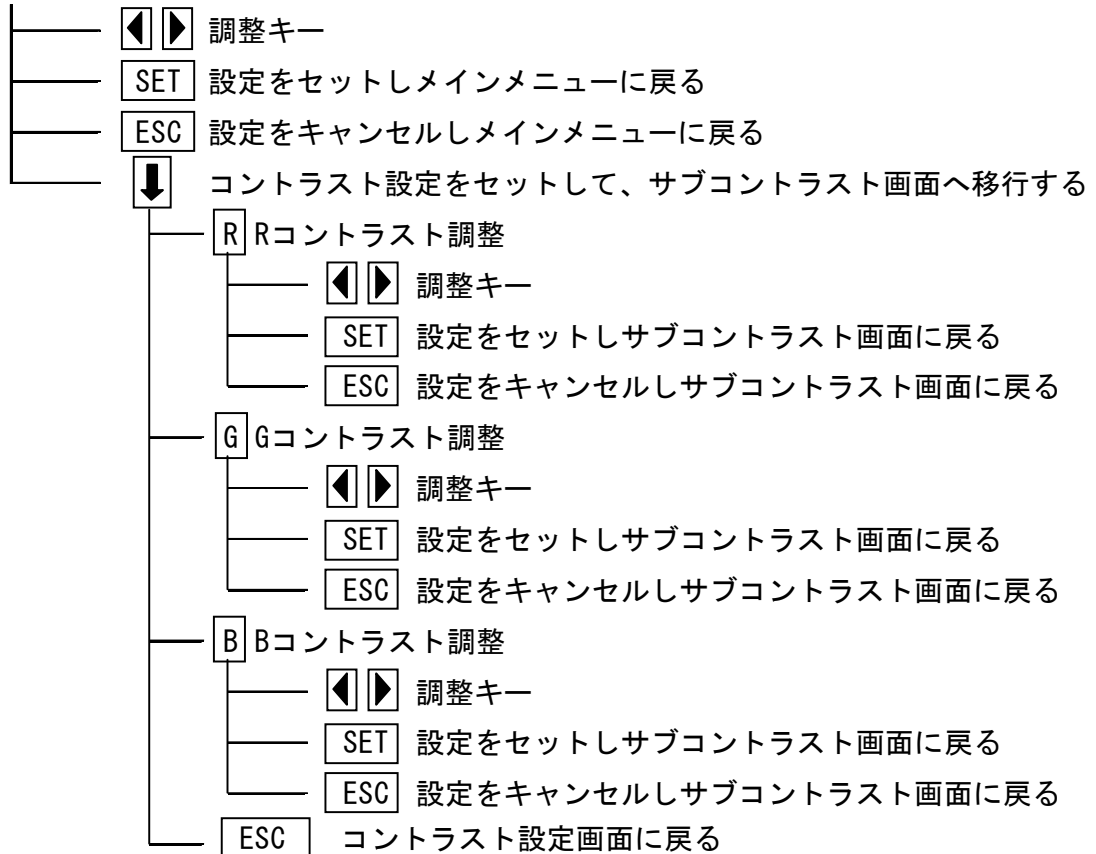 ◀ ▶ 調整キー
SET 設定をセットしメインメニューに戻る
ESC 設定をキャンセルしメインメニューに戻る
⬇ コントラスト設定をセットして、サブコントラスト画面へ移行する
R Rコントラスト調整
◀ ▶ 調整キー
SET 設定をセットしサブコントラスト画面に戻る
ESC 設定をキャンセルしサブコントラスト画面に戻る
G Gコントラスト調整
◀ ▶ 調整キー
SET 設定をセットしサブコントラスト画面に戻る
ESC 設定をキャンセルしサブコントラスト画面に戻る
B Bコントラスト調整
◀ ▶ 調整キー
SET 設定をセットしサブコントラスト画面に戻る
ESC 設定をキャンセルしサブコントラスト画面に戻る
ESC コントラスト設定画面に戻る